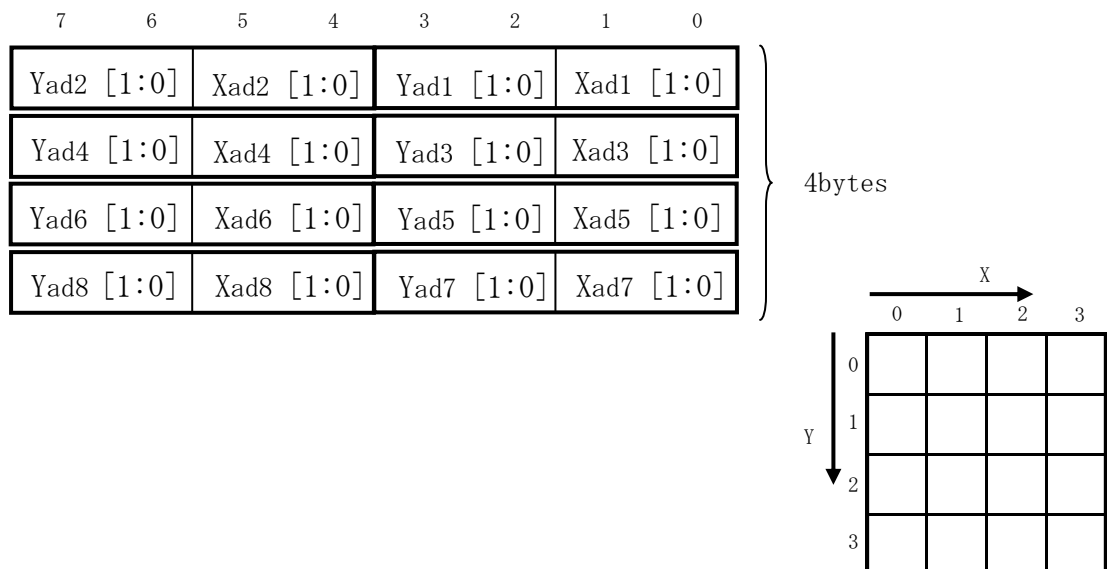 7 6 5 4 3 2 1 0
Yad2 [1:0] Xad2 [1:0] Yad1 [1:0] Xad1 [1:0]
Yad4 [1:0] Xad4 [1:0] Yad3 [1:0] Xad3 [1:0]
4bytes
Yad6 [1:0] Xad6 [1:0] Yad5 [1:0] Xad5 [1:0]
Yad8 [1:0] Xad8 [1:0] Yad7 [1:0] Xad7 [1:0]
X
0 1 2 3
0
1
Y
2
3